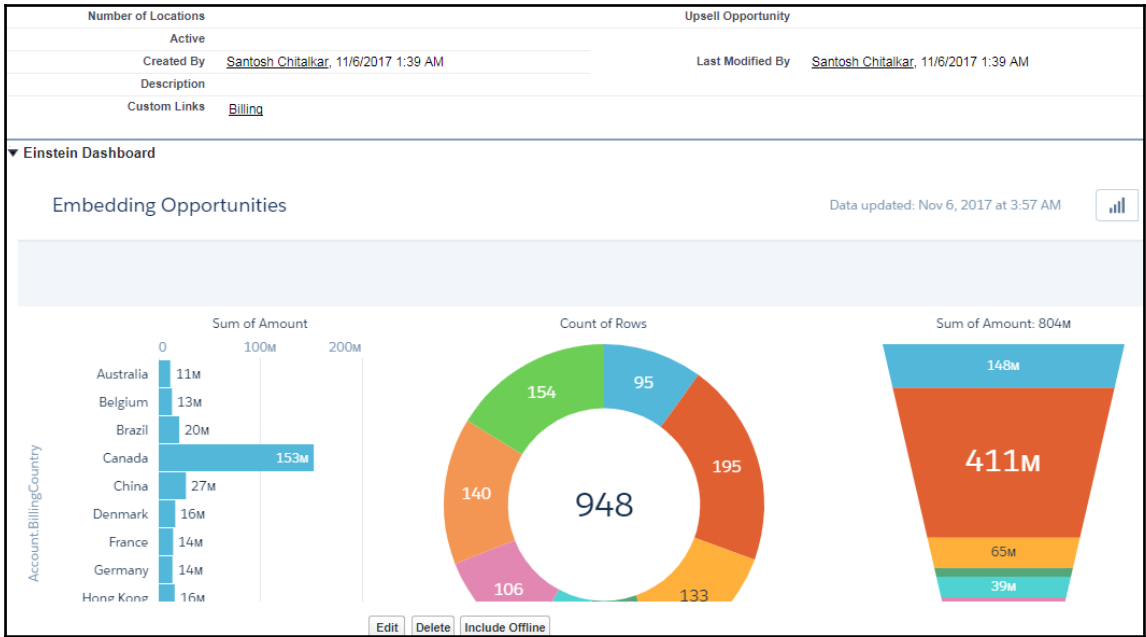 Number of Locations
Upsell Opportunity
Active
Created By Santosh Chitalkar, 11/6/2017 1:39 AM
Last Modified By Santosh Chitalkar, 11/6/2017 1:39 AM
Description
Custom Links Billing
Einstein Dashboard
Embedding Opportunities
Data updated: Nov 6, 2017 at 3:57 AM
Sum of Amount
0 100M 200M
Account.BillingCountry
Australia 11M
Belgium 13M
Brazil 20M
Canada 153M
China 27M
Denmark 16M
France 14M
Germany 14M
Hong Kong 16M
Count of Rows
95
195
133
106
140
154
948
Sum of Amount: 804M
148M
411M
65M
39M
Edit Delete Include Offline